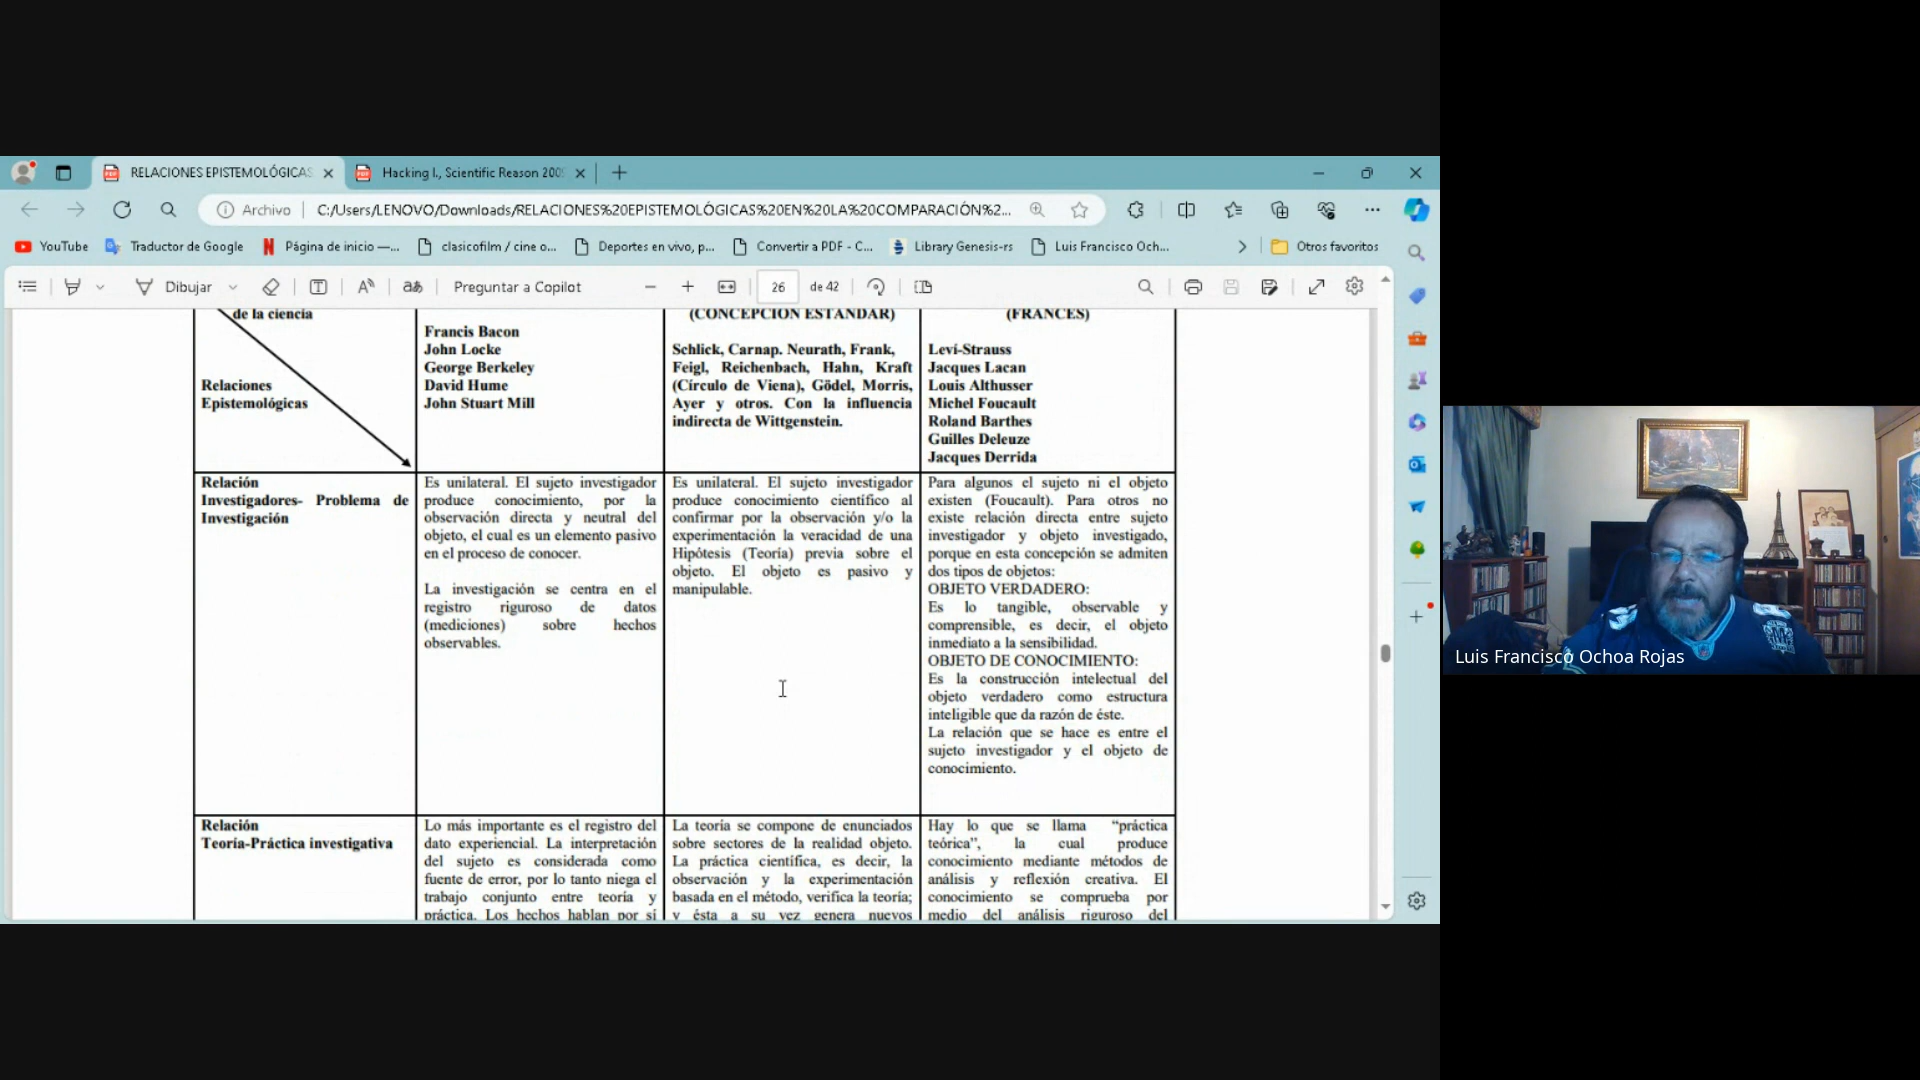 RELACIONES EPISTEMOLÓGICAS
Hacking I., Scientific Reason 200
Archivo
C:/Users/LENOVO/Downloads/RELACIONES%20EPISTEMOLÓGICAS%20EN%20LA%20COMPARACIÓN%2...
YouTube
Traductor de Google
Página de inicio —...
clasicofilm / cine o...
Deportes en vivo, p...
Convertir a PDF - C...
Library Genesis-rs
Luis Francisco Och...
Otros favoritos
Dibujar
aあ
Preguntar a Copilot
26
de 42
de la ciencia
Relaciones
Epistemológicas
Francis Bacon
John Locke
George Berkeley
David Hume
John Stuart Mill
(CONCEPCIÓN ESTÁNDAR)
Schlick, Carnap. Neurath, Frank,
Feigl, Reichenbach, Hahn, Kraft
(Círculo de Viena), Gödel, Morris,
Ayer y otros. Con la influencia
indirecta de Wittgenstein.
(FRANCÉS)
Levi-Strauss
Jacques Lacan
Louis Althusser
Michel Foucault
Roland Barthes
Guilles Deleuze
Jacques Derrida
Relación
Investigadores- Problema de
Investigación
Es unilateral. El sujeto investigador
produce conocimiento, por la
observación directa y neutral del
objeto, el cual es un elemento pasivo
en el proceso de conocer.
La investigación se centra en el
registro riguroso de datos
(mediciones) sobre hechos
observables.
Es unilateral. El sujeto investigador
produce conocimiento científico al
confirmar por la observación y/o la
experimentación la veracidad de una
Hipótesis (Teoría) previa sobre el
objeto. El objeto es pasivo y
manipulable.
Para algunos el sujeto ni el objeto
existen (Foucault). Para otros no
existe relación directa entre sujeto
investigador y objeto investigado,
porque en esta concepción se admiten
dos tipos de objetos:
OBJETO VERDADERO:
Es lo tangible, observable y
comprensible, es decir, el objeto
inmediato a la sensibilidad.
OBJETO DE CONOCIMIENTO:
Es la construcción intelectual del
objeto verdadero como estructura
inteligible que da razón de éste.
La relación que se hace es entre el
sujeto investigador y el objeto de
conocimiento.
Relación
Teoría-Práctica investigativa
Lo más importante es el registro del
dato experiencial. La interpretación
del sujeto es considerada como
fuente de error, por lo tanto niega el
trabajo conjunto entre teoría y
práctica. Los hechos hablan por sí
La teoría se compone de enunciados
sobre sectores de la realidad objeto.
La práctica científica, es decir, la
observación y la experimentación
basada en el método, verifica la teoría;
y ésta a su vez genera nuevos
Hay lo que se llama "práctica
teórica", la cual produce
conocimiento mediante métodos de
análisis y reflexión creativa. El
conocimiento se comprueba por
medio del análisis riguroso del
Luis Francisco Ochoa Rojas